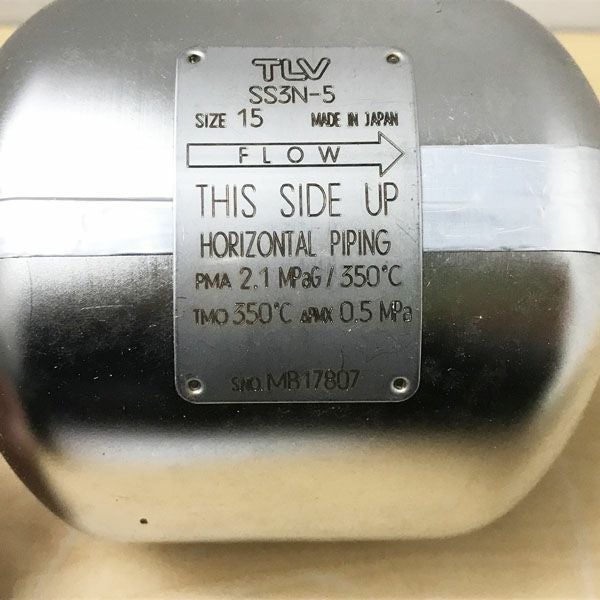 TLV
SS3N-5
SIZE 15 MADE IN JAPAN
FLOW
THIS SIDE UP
HORIZONTAL PIPING
PMA 2.1 MPaG/350°C
TMO 350°C ΔPMX 0.5 MPa
S.NO. MB17807